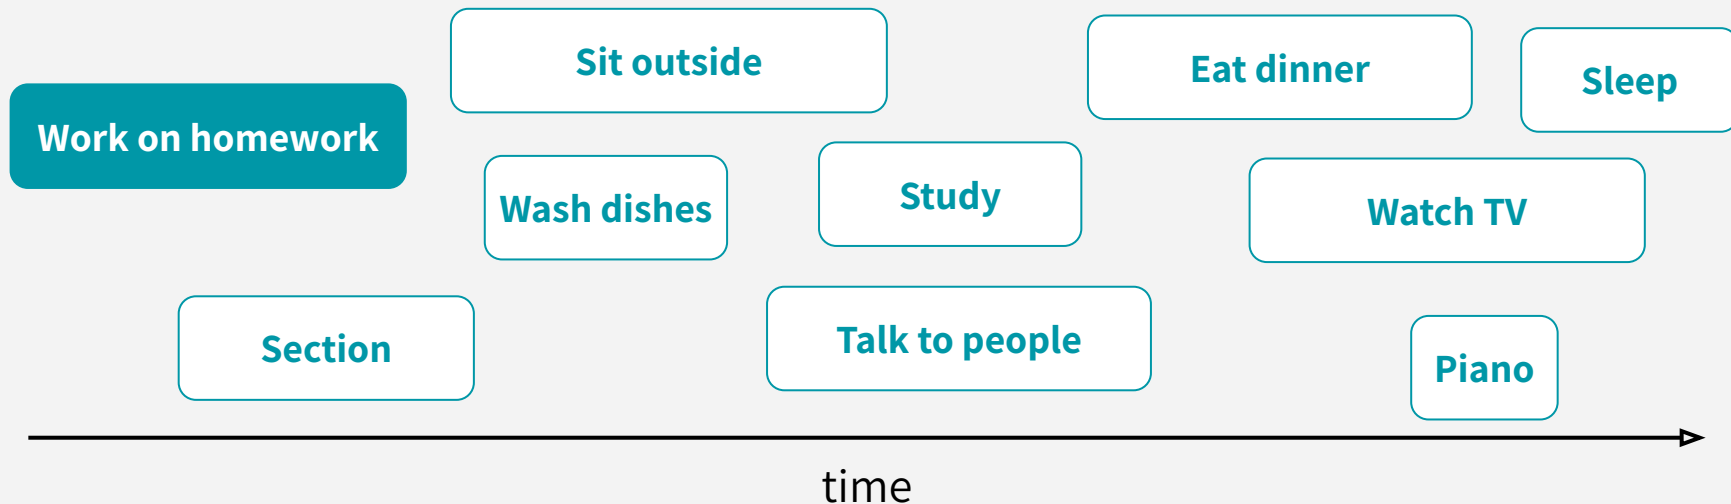 Sit outside
Eat dinner
Sleep
Work on homework
Wash dishes
Study
Watch TV
Section
Talk to people
Piano
time